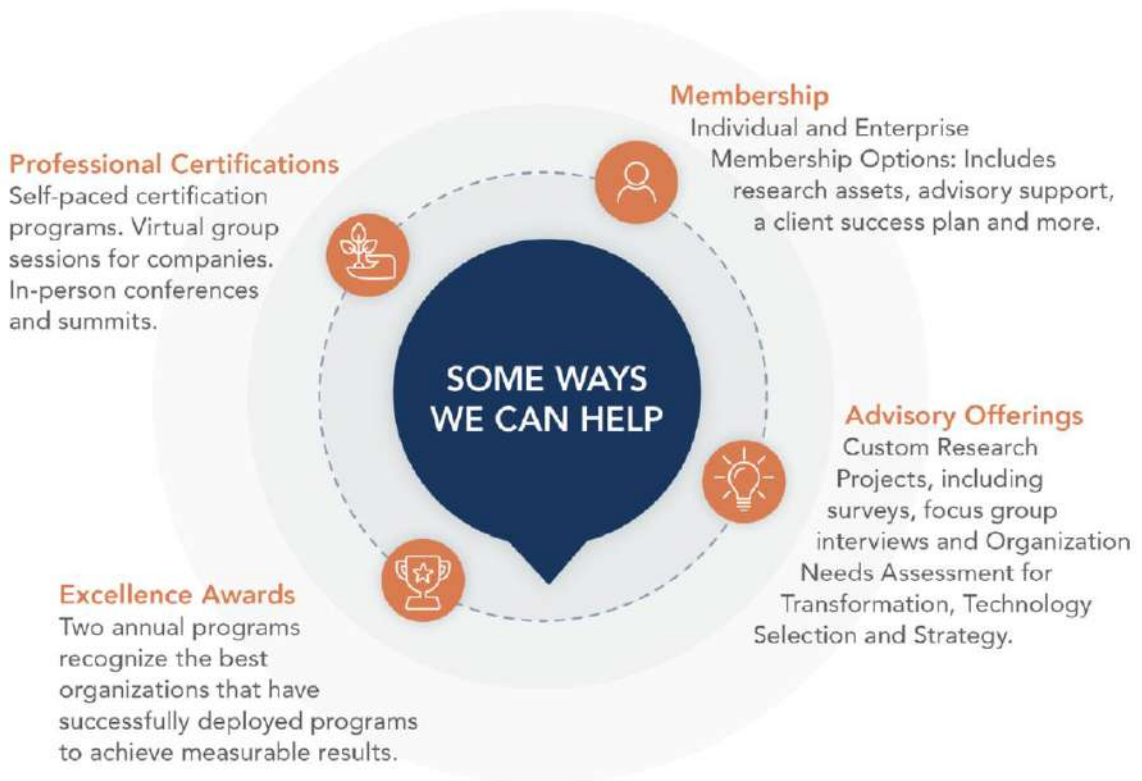 Membership
Individual and Enterprise
Membership Options: Includes
research assets, advisory support,
a client success plan and more.
Professional Certifications
Self-paced certification
programs. Virtual group
sessions for companies.
In-person conferences
and summits.
SOME WAYS
WE CAN HELP
Advisory Offerings
Custom Research
Projects, including
surveys, focus group
interviews and Organization
Needs Assessment for
Transformation, Technology
Selection and Strategy.
Excellence Awards
Two annual programs
recognize the best
organizations that have
successfully deployed programs
to achieve measurable results.